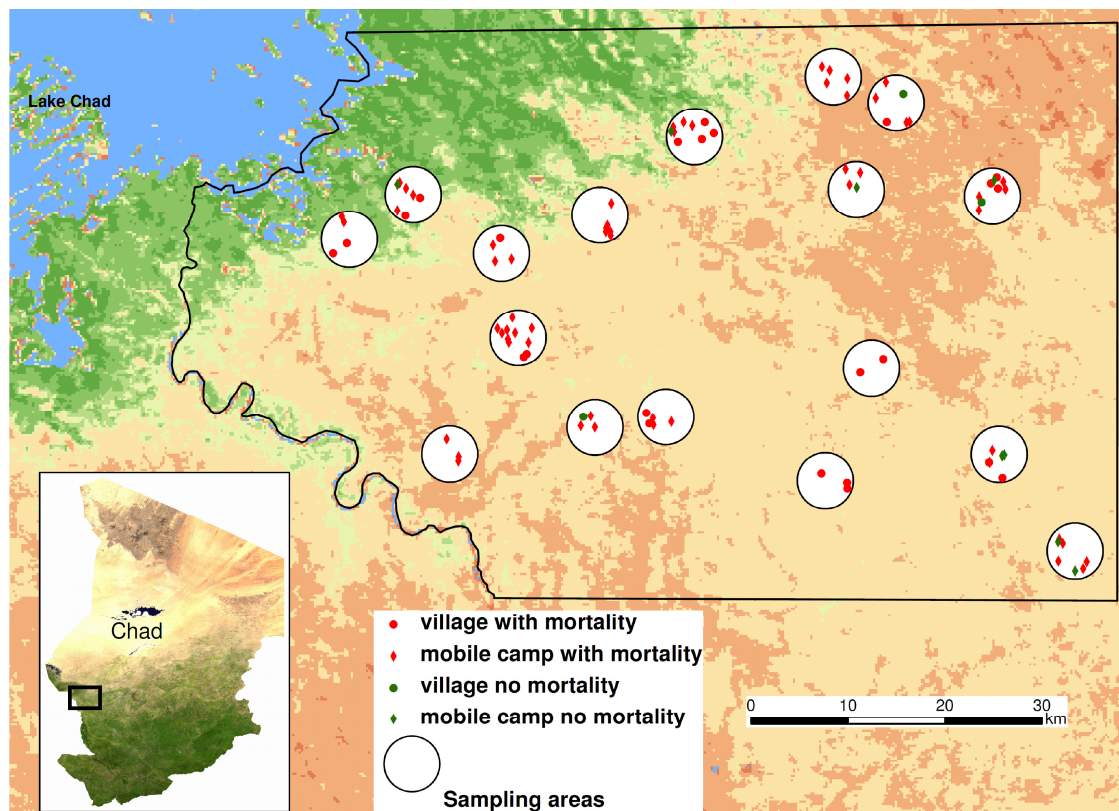 Lake Chad
Chad
village with mortality
mobile camp with mortality
village no mortality
mobile camp no mortality
Sampling areas
0 10 20 30
km